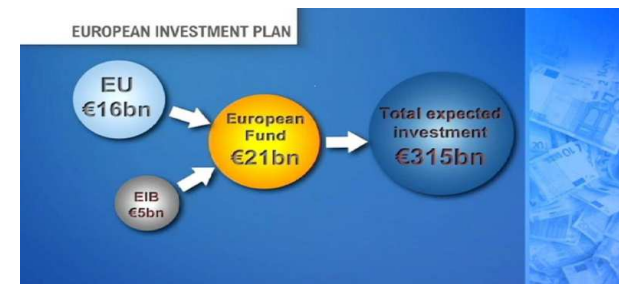 EUROPEAN INVESTMENT PLAN
EU
€16bn
European
Fund
€21bn
Total expected
investment
€315bn
EIB
€5bn